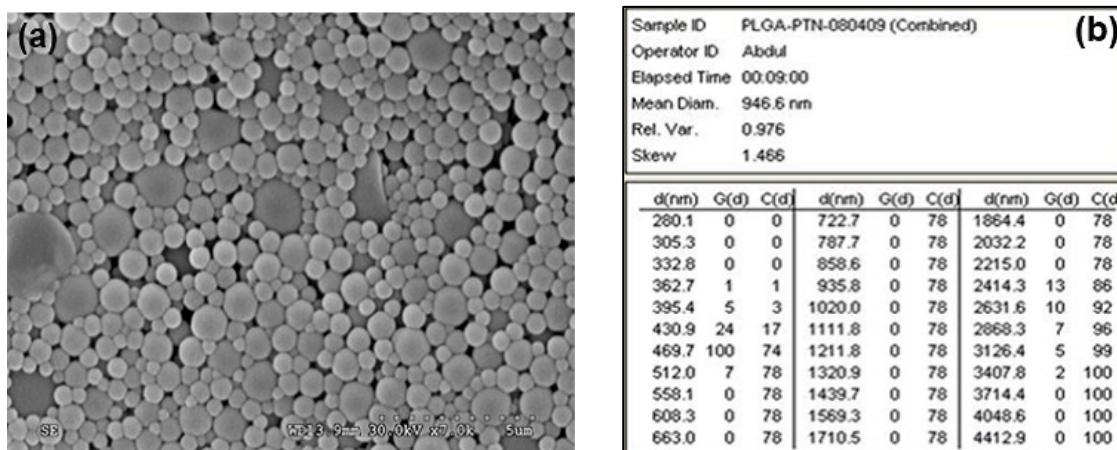 (a)
SE WD13.9mm 30.0kV x7.0k 5um
(b)
Sample ID PLGA-PTN-080409 (Combined)
Operator ID Abdul
Elapsed Time 00:09:00
Mean Diam. 946.6 nm
Rel. Var. 0.976
Skew 1.466
d(nm) G(d) C(d) d(nm) G(d) C(d) d(nm) G(d) C(d
280.1 0 0 722.7 0 78 1864.4 0 78
305.3 0 0 787.7 0 78 2032.2 0 78
332.8 0 0 858.6 0 78 2215.0 0 78
362.7 1 1 935.8 0 78 2414.3 13 86
395.4 5 3 1020.0 0 78 2631.6 10 92
430.9 24 17 1111.8 0 78 2868.3 7 96
469.7 100 74 1211.8 0 78 3126.4 5 99
512.0 7 78 1320.9 0 78 3407.8 2 100
558.1 0 78 1439.7 0 78 3714.4 0 100
608.3 0 78 1569.3 0 78 4048.6 0 100
663.0 0 78 1710.5 0 78 4412.9 0 100